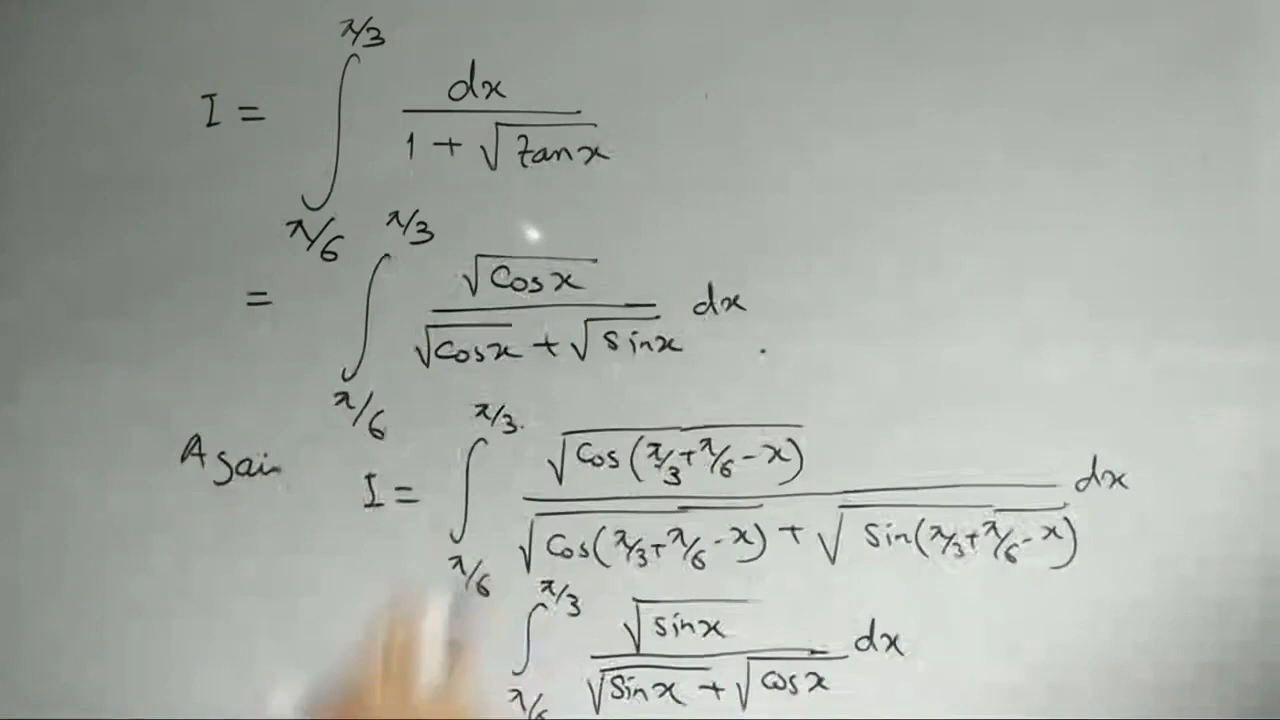 I = ∫_{π/6}^{π/3} dx / (1 + √(tanx))
= ∫_{π/6}^{π/3} √(Cosx) / (√(Cosx) + √(Sinx)) dx .
Again I = ∫_{π/6}^{π/3} √(Cos(π/3+π/6-x)) / (√(Cos(π/3+π/6-x)) + √(Sin(π/3+π/6-x))) dx
∫_{π/6}^{π/3} √(Sinx) / (√(Sinx) + √(Cosx)) dx